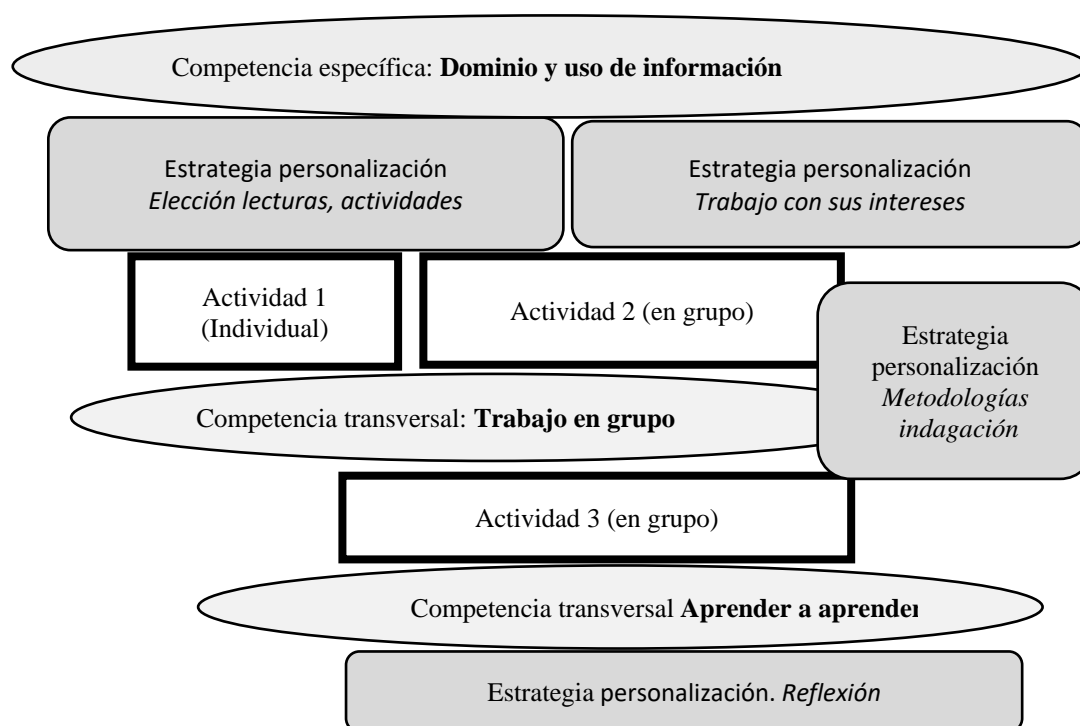 Competencia específica: Dominio y uso de información
Estrategia personalización
Elección lecturas, actividades
Estrategia personalización
Trabajo con sus intereses
Actividad 1
(Individual)
Actividad 2 (en grupo)
Estrategia
personalización
Metodologías
indagación
Competencia transversal: Trabajo en grupo
Actividad 3 (en grupo)
Competencia transversal Aprender a aprender
Estrategia personalización. Reflexión